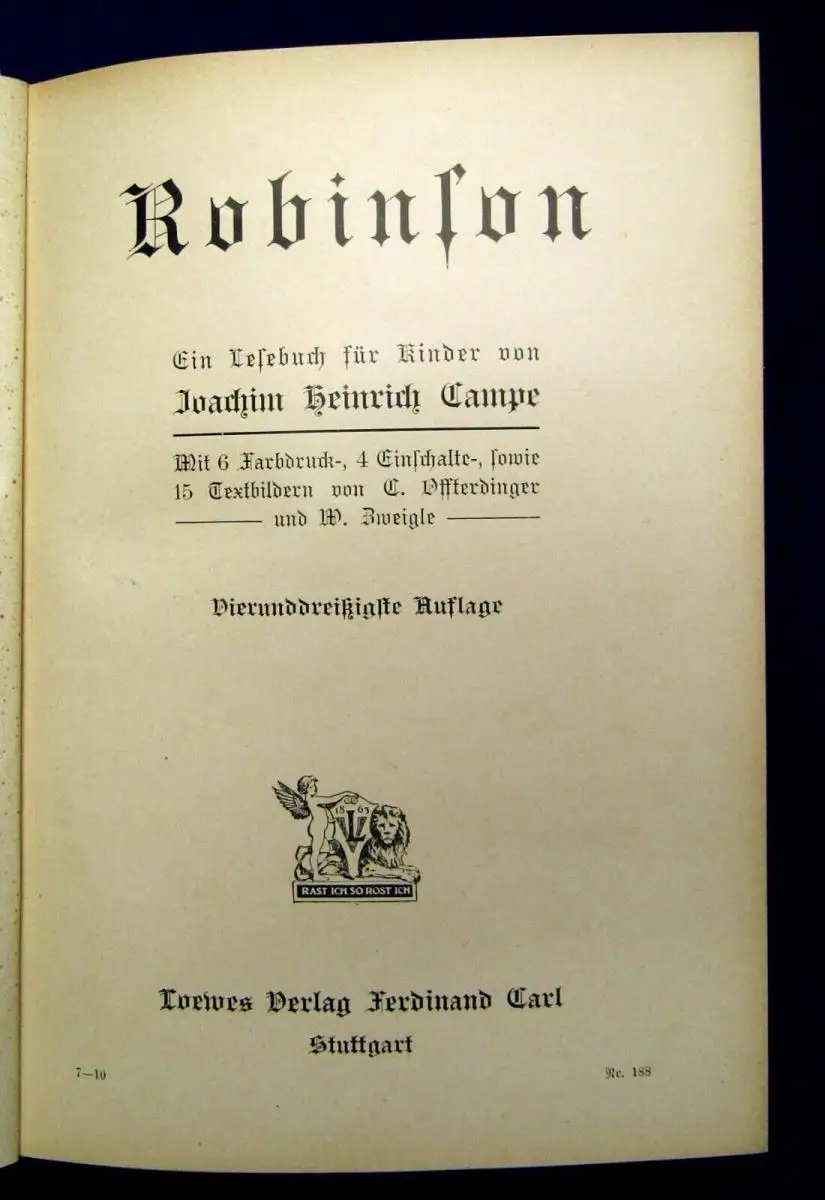 Robinſon
Ein Leſebuch für Kinder von
Joachim Heinrich Campe
Mit 6 Farbdruck-, 4 Einſchalte-, ſowie
15 Textbildern von C. Offterdinger
und W. Zweigle
Vierunddreißigſte Auflage
18 63
LV
RAST ICH SO ROST ICH
Loewes Verlag Ferdinand Carl
Stuttgart
7—10 Nr. 188